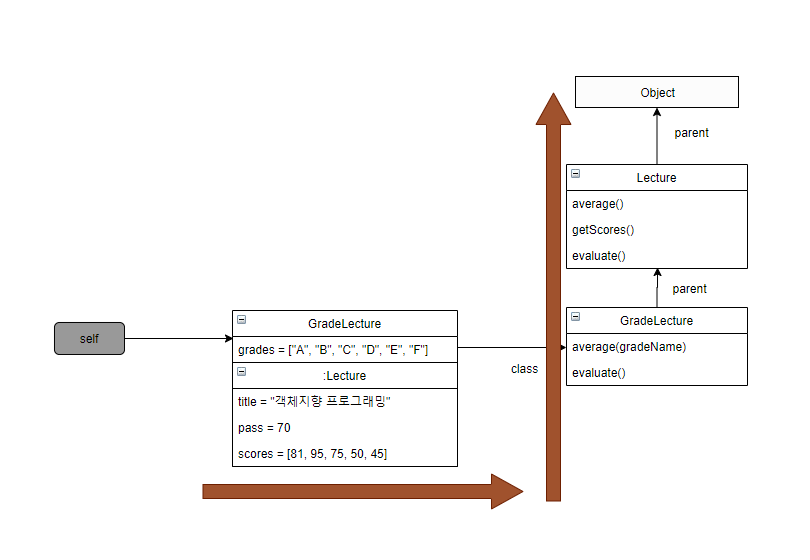 Object
parent
Lecture
average()
getScores()
evaluate()
parent
GradeLecture
average(gradeName)
evaluate()
self
GradeLecture
grades = ["A", "B", "C", "D", "E", "F"]
:Lecture
title = "객체지향 프로그래밍"
pass = 70
scores = [81, 95, 75, 50, 45]
class